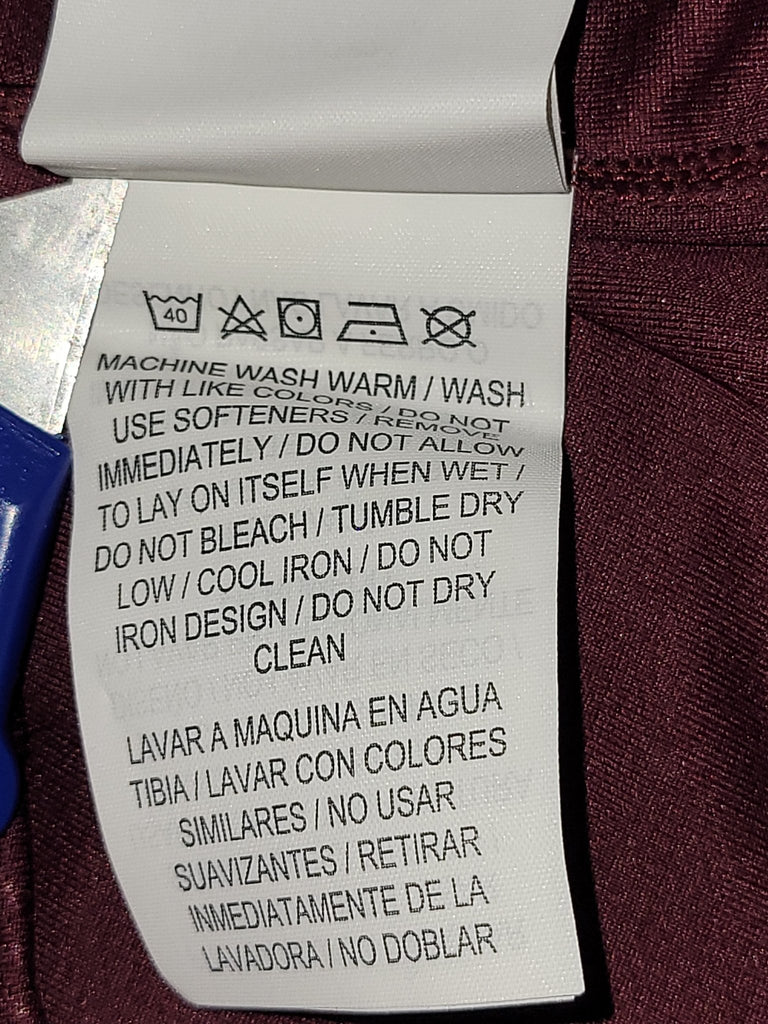 40
MACHINE WASH WARM / WASH
WITH LIKE COLORS / DO NOT
USE SOFTENERS / REMOVE
IMMEDIATELY / DO NOT ALLOW
TO LAY ON ITSELF WHEN WET /
DO NOT BLEACH / TUMBLE DRY
LOW / COOL IRON / DO NOT
IRON DESIGN / DO NOT DRY
CLEAN
LAVAR A MAQUINA EN AGUA
TIBIA / LAVAR CON COLORES
SIMILARES / NO USAR
SUAVIZANTES / RETIRAR
INMEDIATAMENTE DE LA
LAVADORA / NO DOBLAR